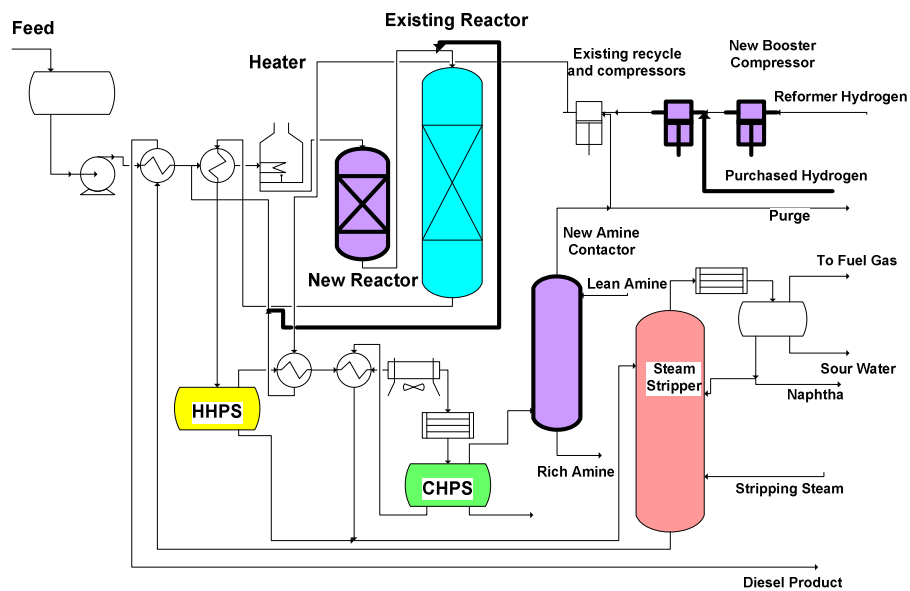 Feed
Existing Reactor
Heater
Existing recycle
and compressors
New Booster
Compressor
Reformer Hydrogen
Purchased Hydrogen
Purge
New Reactor
New Amine
Contactor
Lean Amine
To Fuel Gas
Sour Water
Naphtha
Steam
Stripper
HHPS
CHPS
Rich Amine
Stripping Steam
Diesel Product